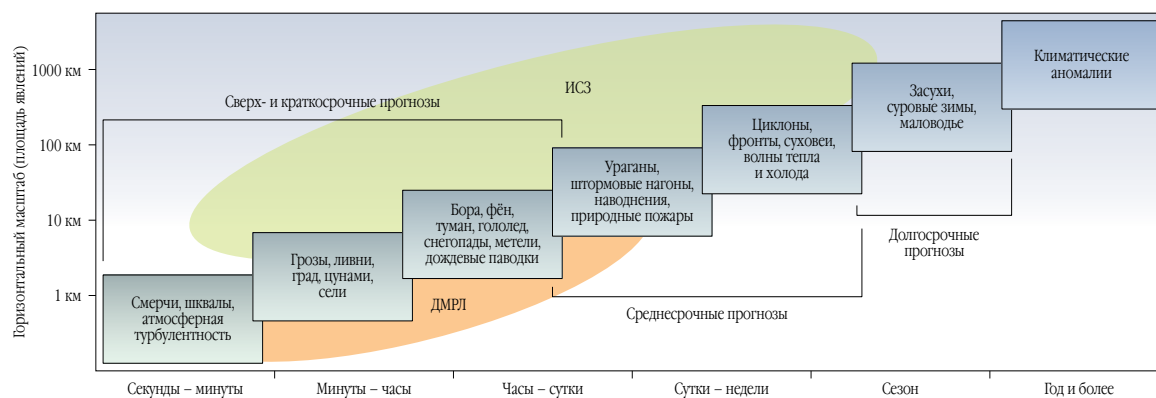 Горизонтальный масштаб (площадь явлений)
1000 км
100 км
10 км
1 км
Сверх- и краткосрочные прогнозы
ИСЗ
Климатические
аномалии
Засухи,
суровые зимы,
маловодье
Циклоны,
фронты, суховеи,
волны тепла
и холода
Ураганы,
штормовые нагоны,
наводнения,
природные пожары
Бора, фён,
туман, гололед,
снегопады, метели,
дождевые паводки
Грозы, ливни,
град, цунами,
сели
Смерчи, шквалы,
атмосферная
турбулентность
ДМРЛ
Среднесрочные прогнозы
Долгосрочные
прогнозы
Секунды – минуты
Минуты – часы
Часы – сутки
Сутки – недели
Сезон
Год и более